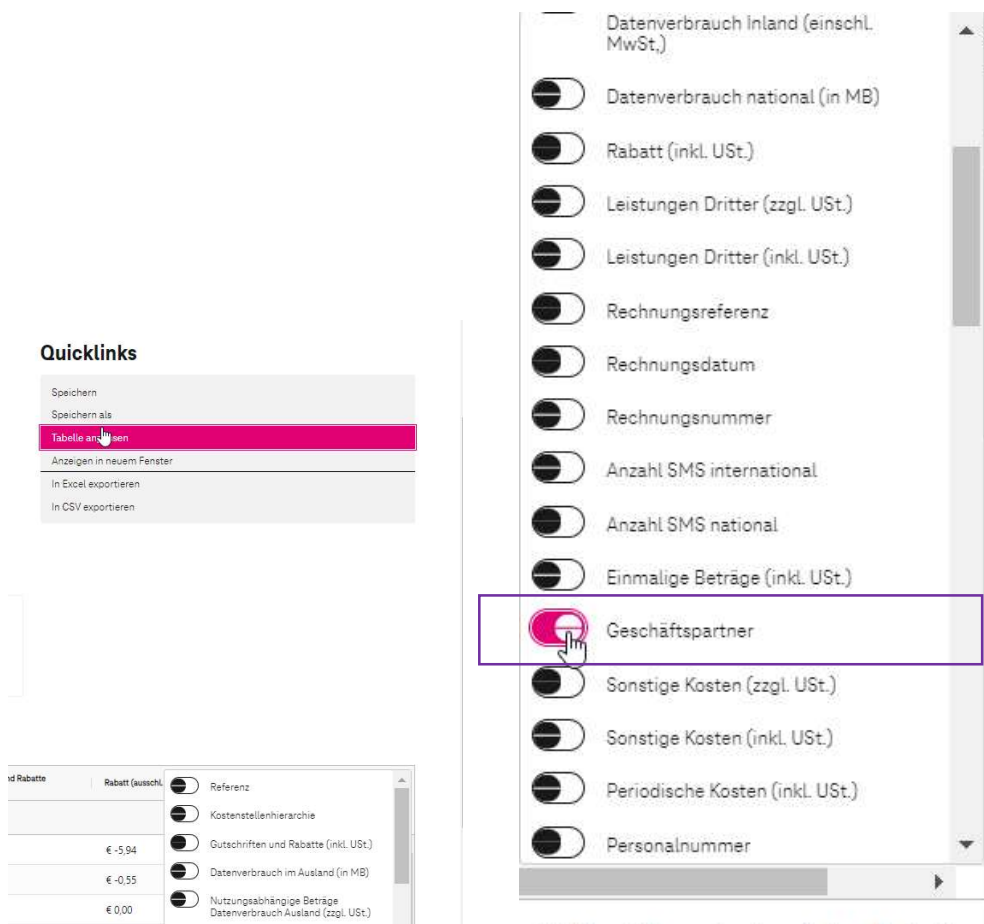 Quicklinks
Speichern
Speichern als
Tabelle
Anzeigen in neuem Fenster
In Excel exportieren
In CSV exportieren
nd Rabatte
Rabatt (ausschl.
€ -5,94
€ -0,55
€ 0,00
Referenz
Kostenstellenhierarchie
Gutschriften und Rabatte (inkl. USt.)
Datenverbrauch im Ausland (in MB)
Nutzungsabhängige Beträge
Datenverbrauch Ausland (zzgl. USt.)
Datenverbrauch Inland (einschl.
MwSt,)
Datenverbrauch national (in MB)
Rabatt (inkl. USt.)
Leistungen Dritter (zzgl. USt.)
Leistungen Dritter (inkl. USt.)
Rechnungsreferenz
Rechnungsdatum
Rechnungsnummer
Anzahl SMS international
Anzahl SMS national
Einmalige Beträge (inkl. USt.)
Geschäftspartner
Sonstige Kosten (zzgl. USt.)
Sonstige Kosten (inkl. USt.)
Periodische Kosten (inkl. USt.)
Personalnummer